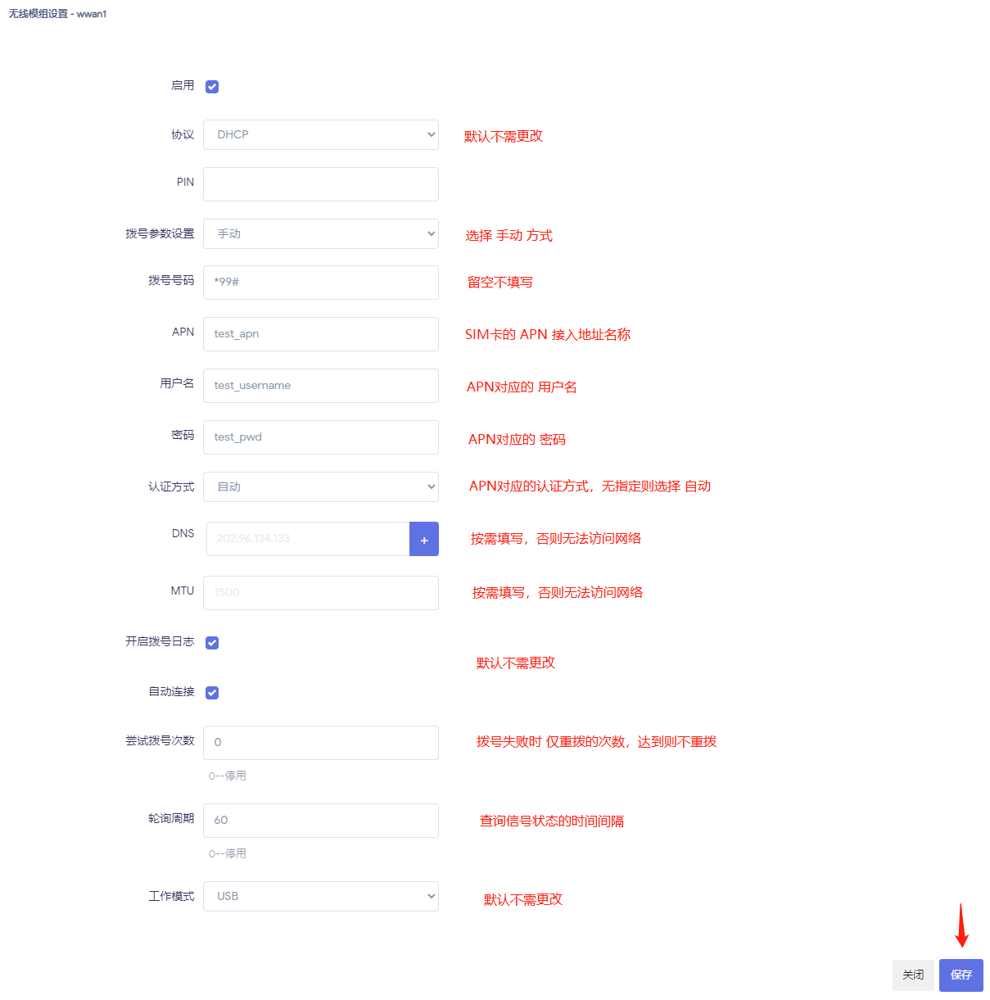 无线模组设置 - wwan1
启用
协议 DHCP 默认不需更改
PIN
拨号参数设置 手动 选择 手动 方式
拨号号码 *99# 留空不填写
APN test_apn SIM卡的 APN 接入地址名称
用户名 test_username APN对应的 用户名
密码 test_pwd APN对应的 密码
认证方式 自动 APN对应的认证方式，无指定则选择 自动
DNS 202.96.134.133 + 按需填写，否则无法访问网络
MTU 1500 按需填写，否则无法访问网络
开启拨号日志
默认不需更改
自动连接
尝试拨号次数 0 拨号失败时 仅重拨的次数，达到则不重拨
0--停用
轮询周期 60 查询信号状态的时间间隔
0--停用
工作模式 USB 默认不需更改
关闭 保存